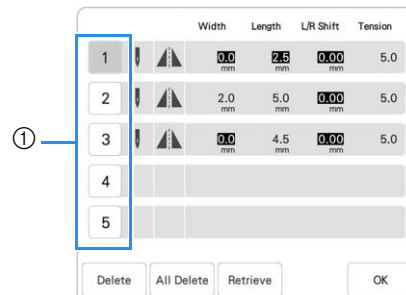 Width Length L/R Shift Tension
1 0.0 mm 2.5 mm 0.00 mm 5.0
2 2.0 mm 5.0 mm 0.00 mm 5.0
① 3 0.0 mm 4.5 mm 0.00 mm 5.0
4
5
Delete All Delete Retrieve OK